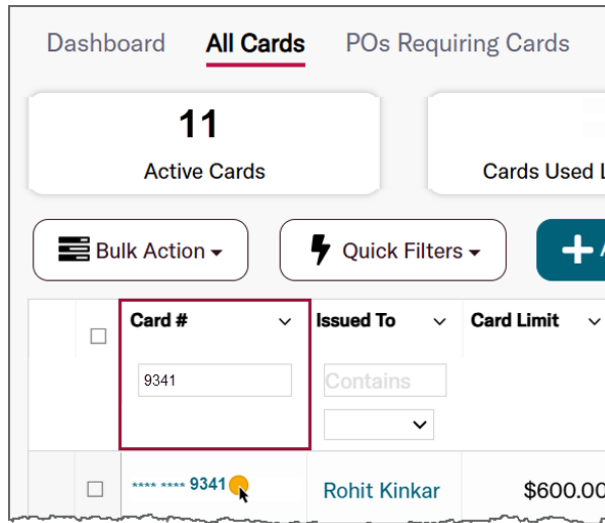 Dashboard All Cards POs Requiring Cards
11
Active Cards
Cards Used
Bulk Action Quick Filters
Card # Issued To Card Limit
9341 Contains
**** **** 9341 Rohit Kinkar $600.00